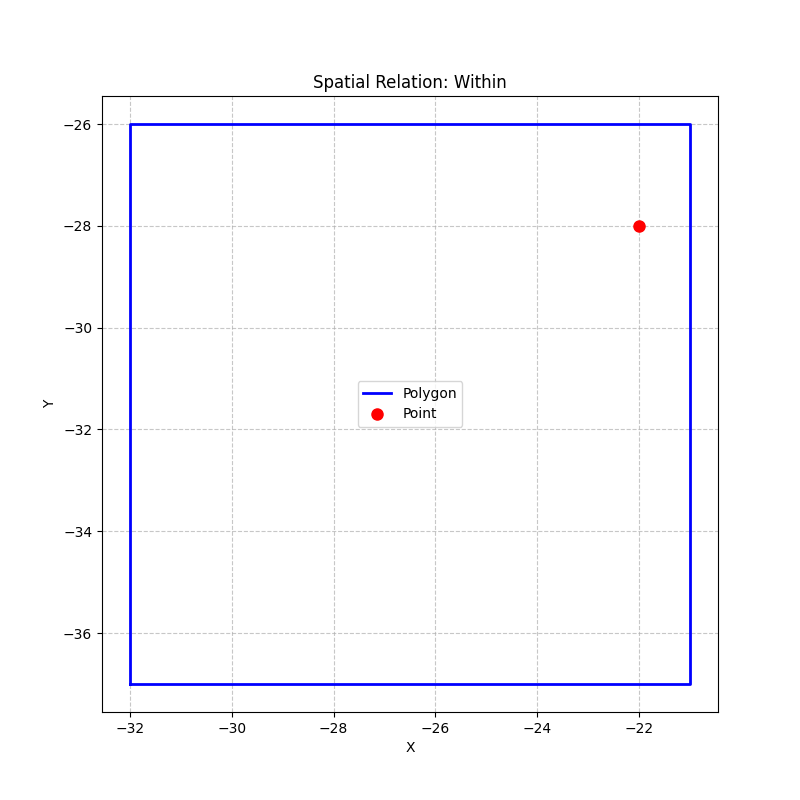 Spatial Relation: Within
Y
−26
−28
−30
−32
−34
−36
Polygon
Point
−32 −30 −28 −26 −24 −22
X